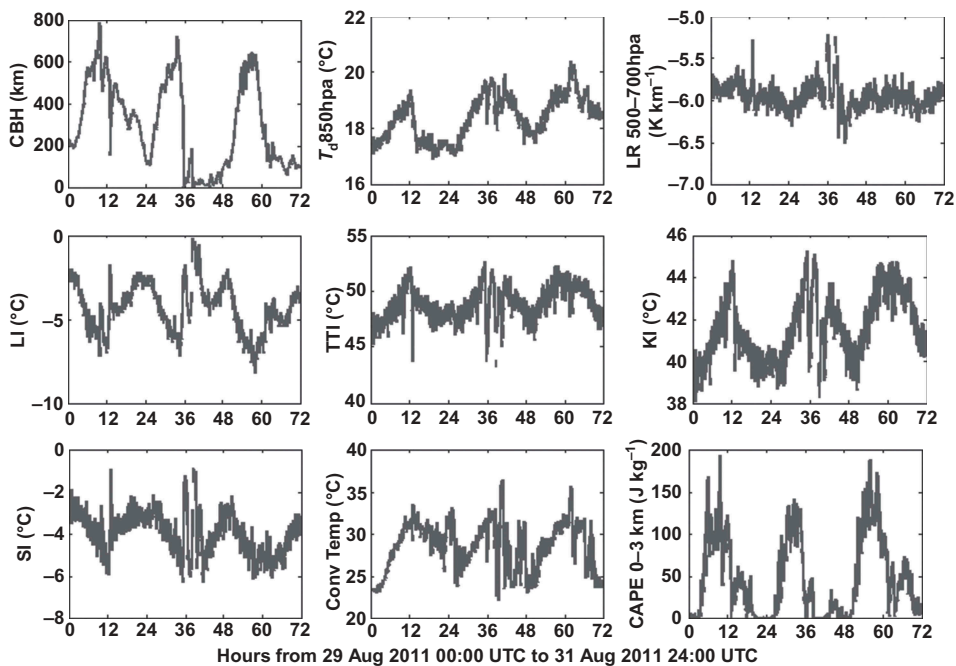 800
600
400
200
0
CBH (km)
0 12 24 36 48 60 72
22
20
18
16
Td850hpa (°C)
0 12 24 36 48 60 72
−5.0
−5.5
−6.0
−6.5
−7.0
LR 500–700hpa
(K km−1)
0 12 24 36 48 60 72
0
−5
−10
LI (°C)
0 12 24 36 48 60 72
55
50
45
40
TTI (°C)
0 12 24 36 48 60 72
46
44
42
40
38
KI (°C)
0 12 24 36 48 60 72
0
−2
−4
−6
−8
SI (°C)
0 12 24 36 48 60 72
40
35
30
25
20
Conv Temp (°C)
0 12 24 36 48 60 72
200
150
100
50
0
CAPE 0–3 km (J kg−1)
0 12 24 36 48 60 72
Hours from 29 Aug 2011 00:00 UTC to 31 Aug 2011 24:00 UTC